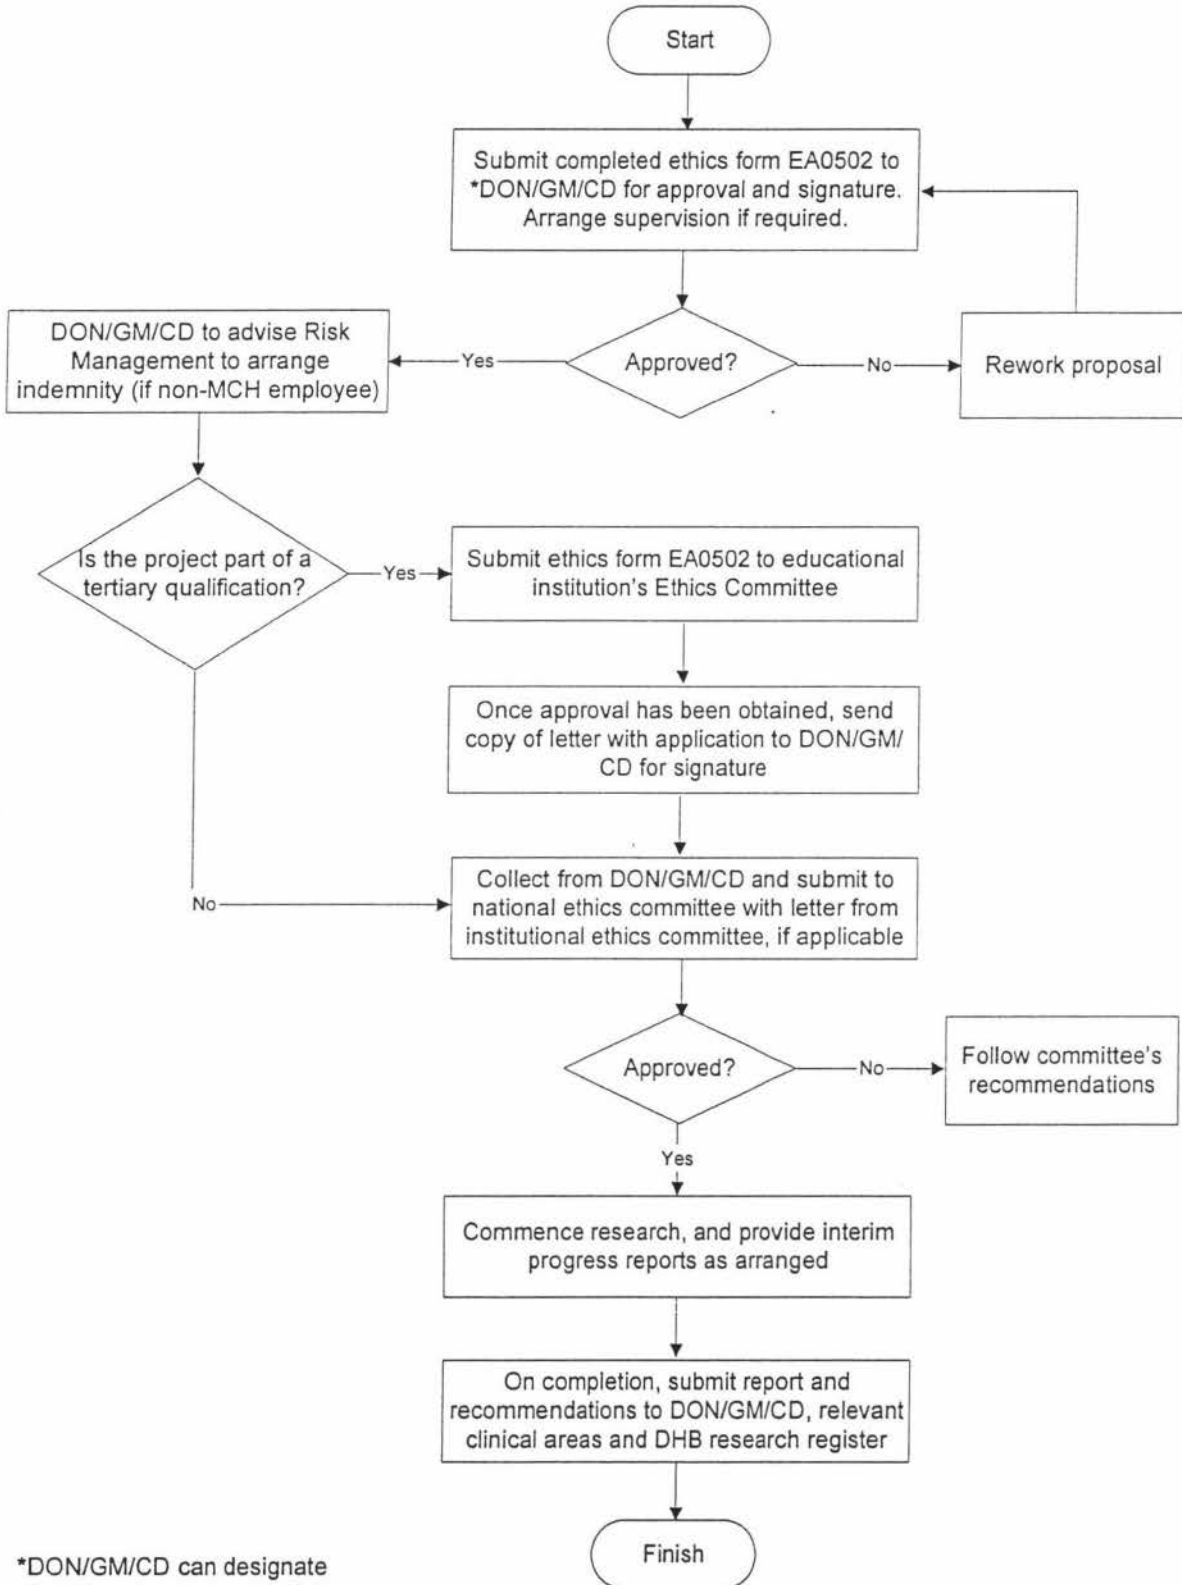 Start
Submit completed ethics form EA0502 to
*DON/GM/CD for approval and signature.
Arrange supervision if required.
DON/GM/CD to advise Risk
Management to arrange
indemnity (if non-MCH employee)
Yes
Approved?
No
Rework proposal
Is the project part of a
tertiary qualification?
Yes
Submit ethics form EA0502 to educational
institution's Ethics Committee
Once approval has been obtained, send
copy of letter with application to DON/GM/
CD for signature
No
Collect from DON/GM/CD and submit to
national ethics committee with letter from
institutional ethics committee, if applicable
Approved?
No
Follow committee's
recommendations
Yes
Commence research, and provide interim
progress reports as arranged
On completion, submit report and
recommendations to DON/GM/CD, relevant
clinical areas and DHB research register
Finish
*DON/GM/CD can designate